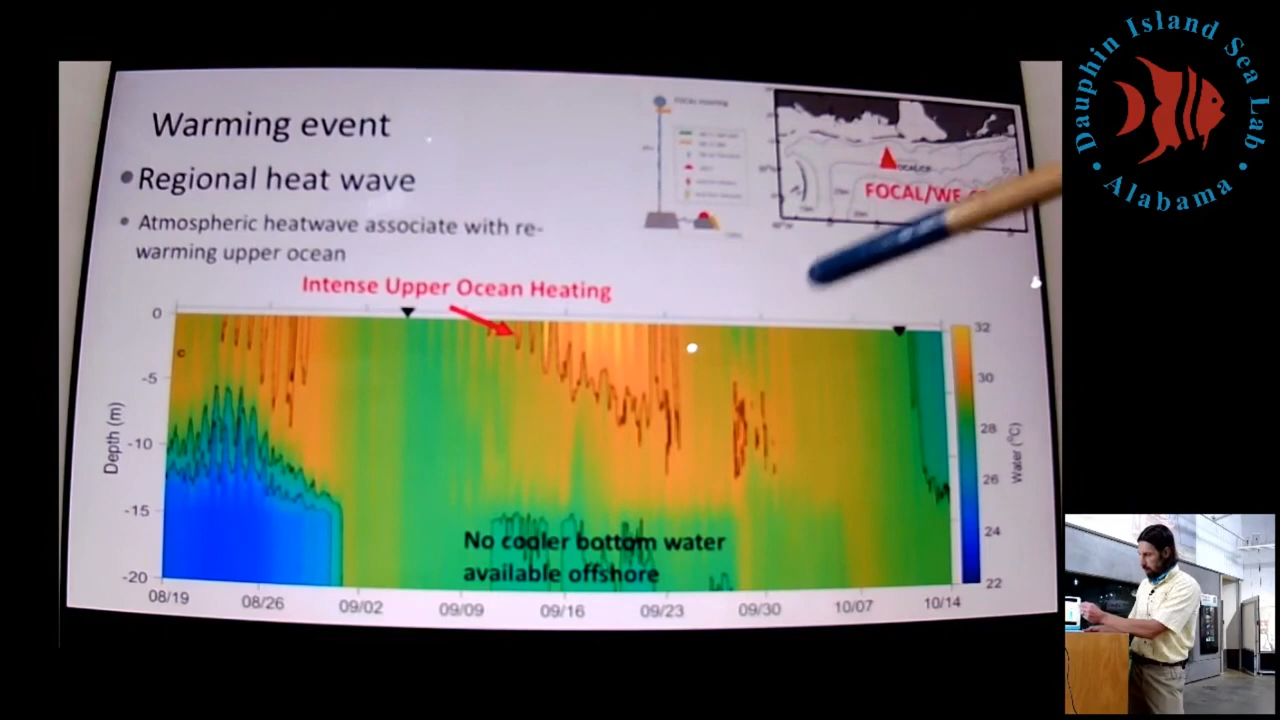 Warming event
Regional heat wave
Atmospheric heatwave associate with re-
warming upper ocean
FOCAL/WE
Intense Upper Ocean Heating
0
-5
-10
-15
-20
Depth (m)
c
No cooler bottom water
available offshore
08/19
08/26
09/02
09/09
09/16
09/23
09/30
10/07
10/14
32
30
28
26
24
22
Water (°C)
Dauphin Island Sea Lab
Alabama